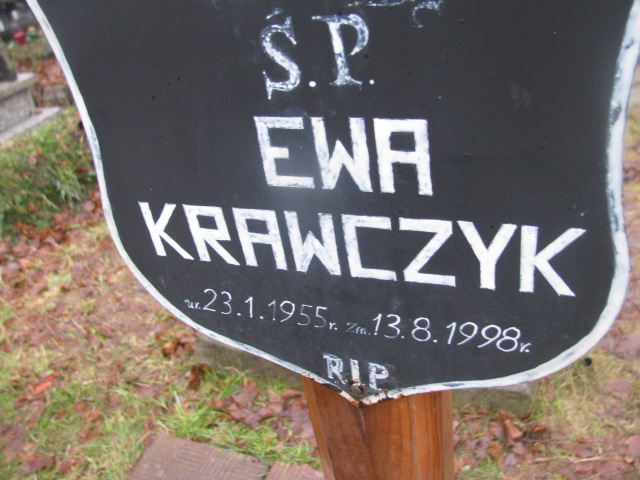 Ś.P.
EWA
KRAWCZYK
ur. 23.1.1955r. zm. 13.8.1998r.
RIP